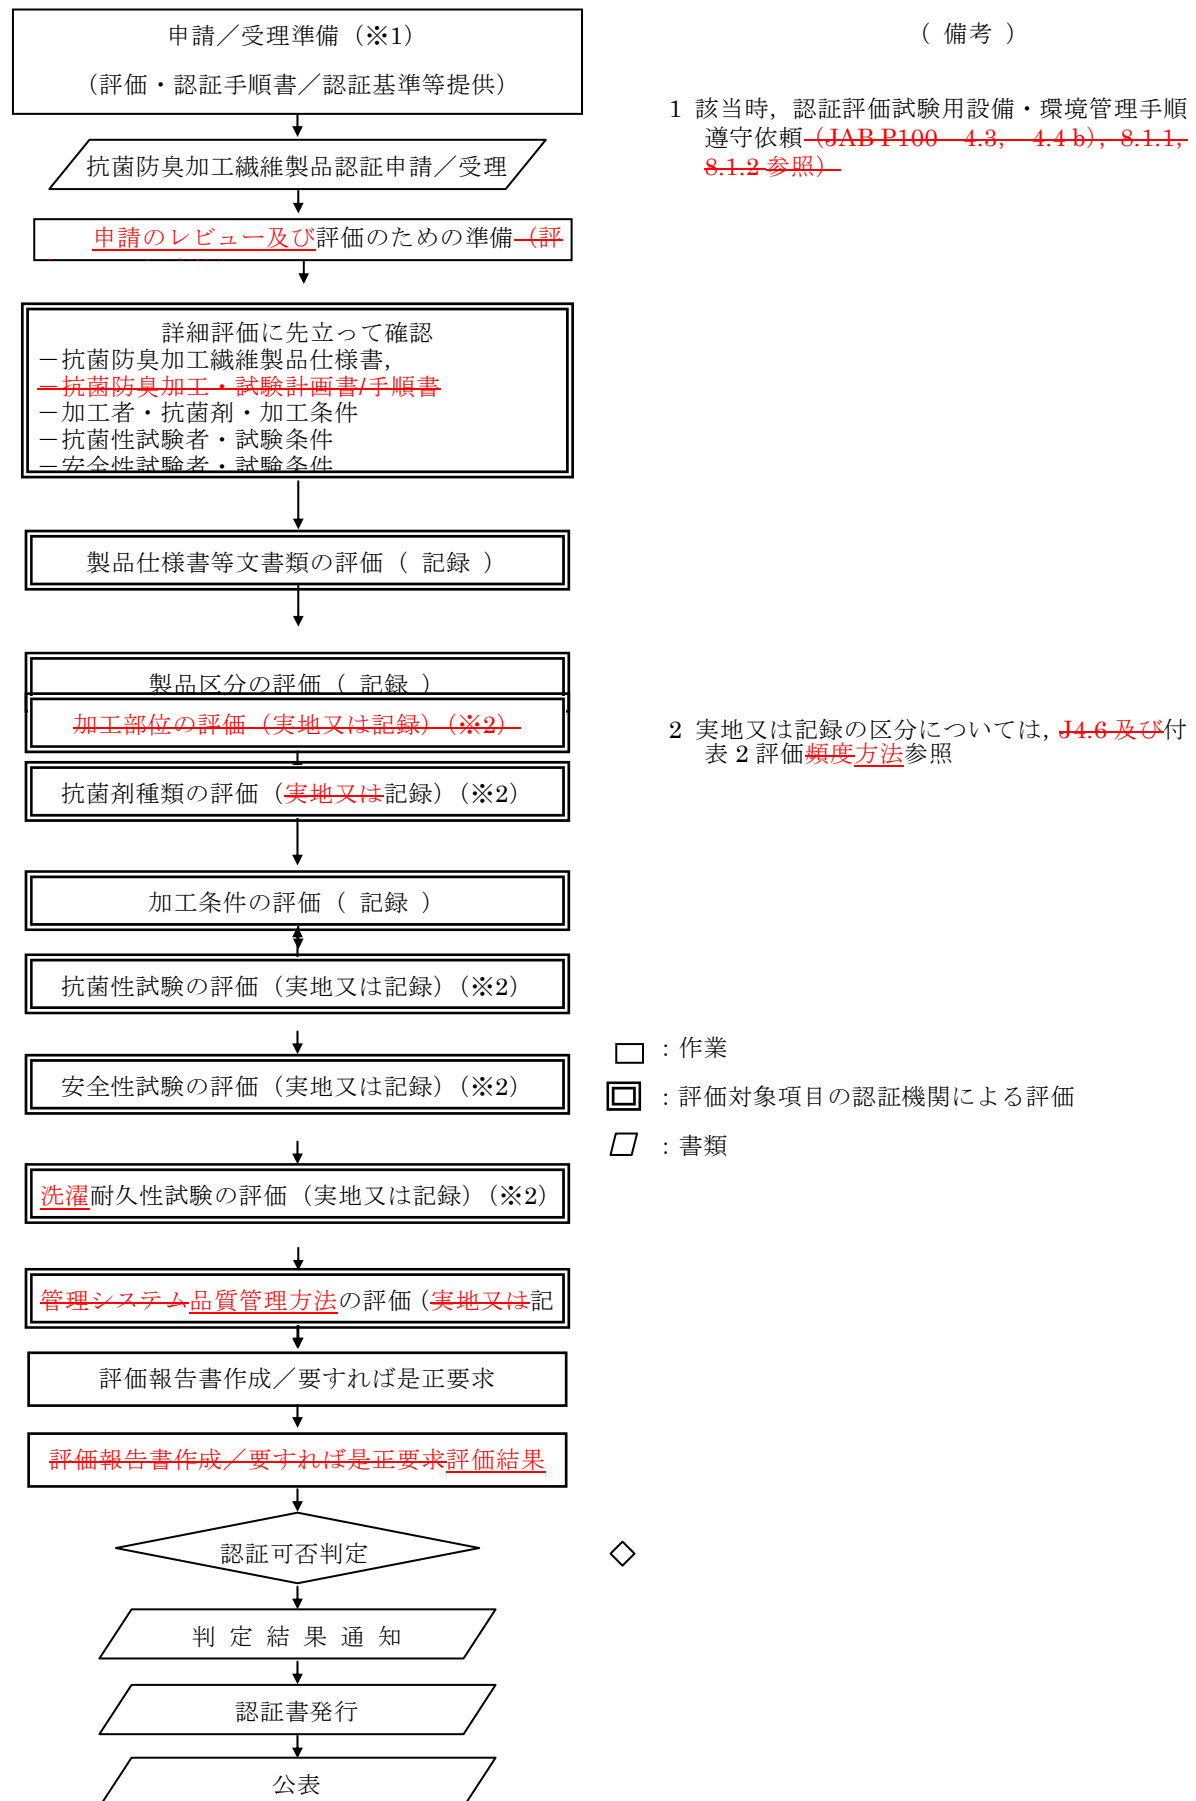 申請／受理準備（※1）
（評価・認証手順書／認証基準等提供）
（ 備考 ）
1 該当時，認証評価試験用設備・環境管理手順
遵守依頼（JAB P100 4.3， 4.4 b），8.1.1，
8.1.2 参照）
抗菌防臭加工繊維製品認証申請／受理
申請のレビュー及び評価のための準備（評
詳細評価に先立って確認
－抗菌防臭加工繊維製品仕様書，
－抗菌防臭加工・試験計画書/手順書
－加工者・抗菌剤・加工条件
－抗菌性試験者・試験条件
－安全性試験者・試験条件
製品仕様書等文書類の評価（ 記録 ）
製品区分の評価（ 記録 ）
加工部位の評価（実地又は記録）（※2）
2 実地又は記録の区分については，J4.6 及び付
表 2 評価頻度方法参照
抗菌剤種類の評価（実地又は記録）（※2）
加工条件の評価（ 記録 ）
抗菌性試験の評価（実地又は記録）（※2）
：作業
安全性試験の評価（実地又は記録）（※2）
：評価対象項目の認証機関による評価
：書類
洗濯耐久性試験の評価（実地又は記録）（※2）
管理システム品質管理方法の評価（実地又は記
評価報告書作成／要すれば是正要求
評価報告書作成／要すれば是正要求評価結果
認証可否判定
判 定 結 果 通 知
認証書発行
公表